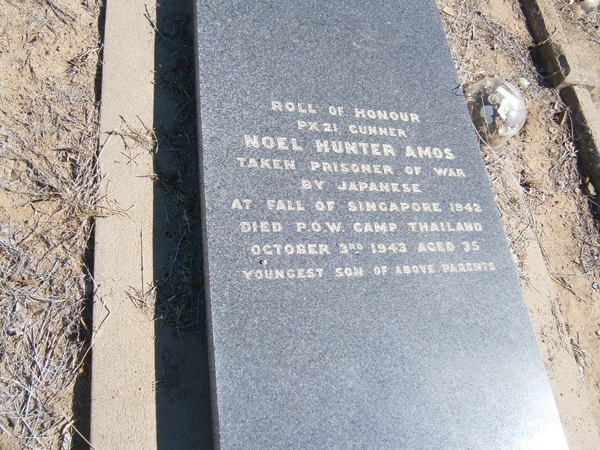 ROLL OF HONOUR
PX21 GUNNER
NOEL HUNTER AMOS
TAKEN PRISONER OF WAR
BY JAPANESE
AT FALL OF SINGAPORE 1942
DIED P.O.W. CAMP THAILAND
OCTOBER 3RD 1943 AGED 35
YOUNGEST SON OF ABOVE PARENTS